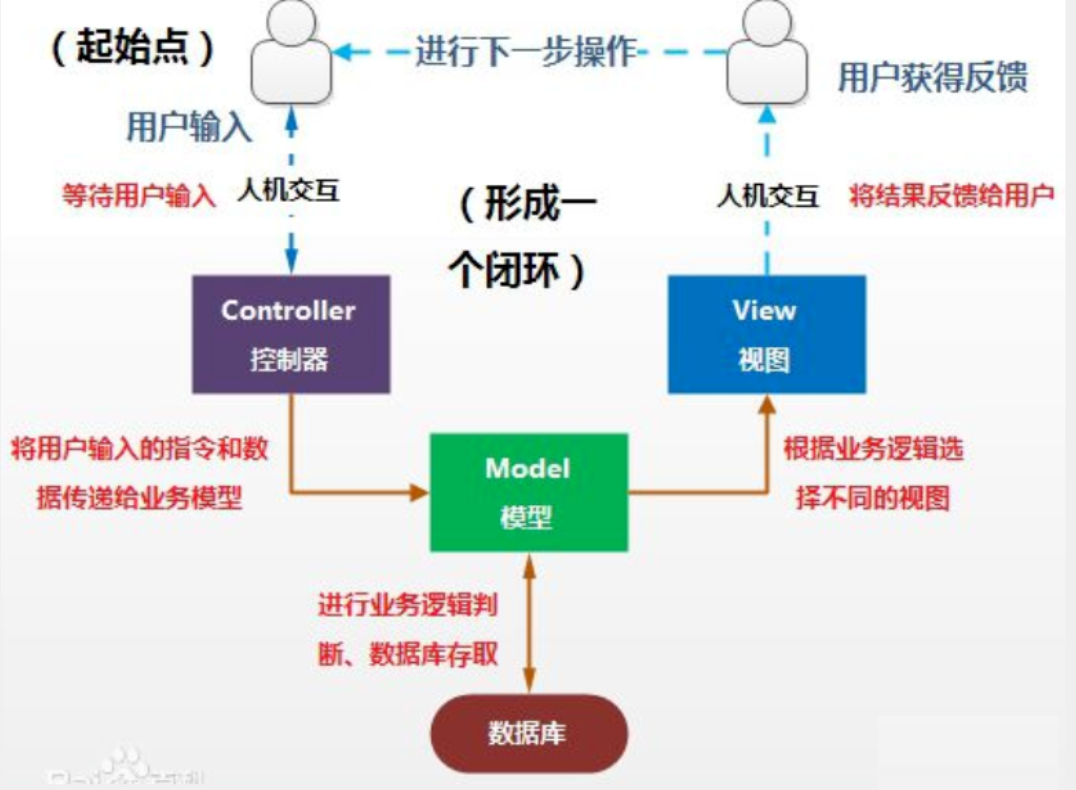 （起始点）
进行下一步操作
用户获得反馈
用户输入
等待用户输入
人机交互
（形成一
个闭环）
人机交互
将结果反馈给用户
Controller
控制器
View
视图
将用户输入的指令和数
据传递给业务模型
Model
模型
根据业务逻辑选
择不同的视图
进行业务逻辑判
断、数据库存取
数据库